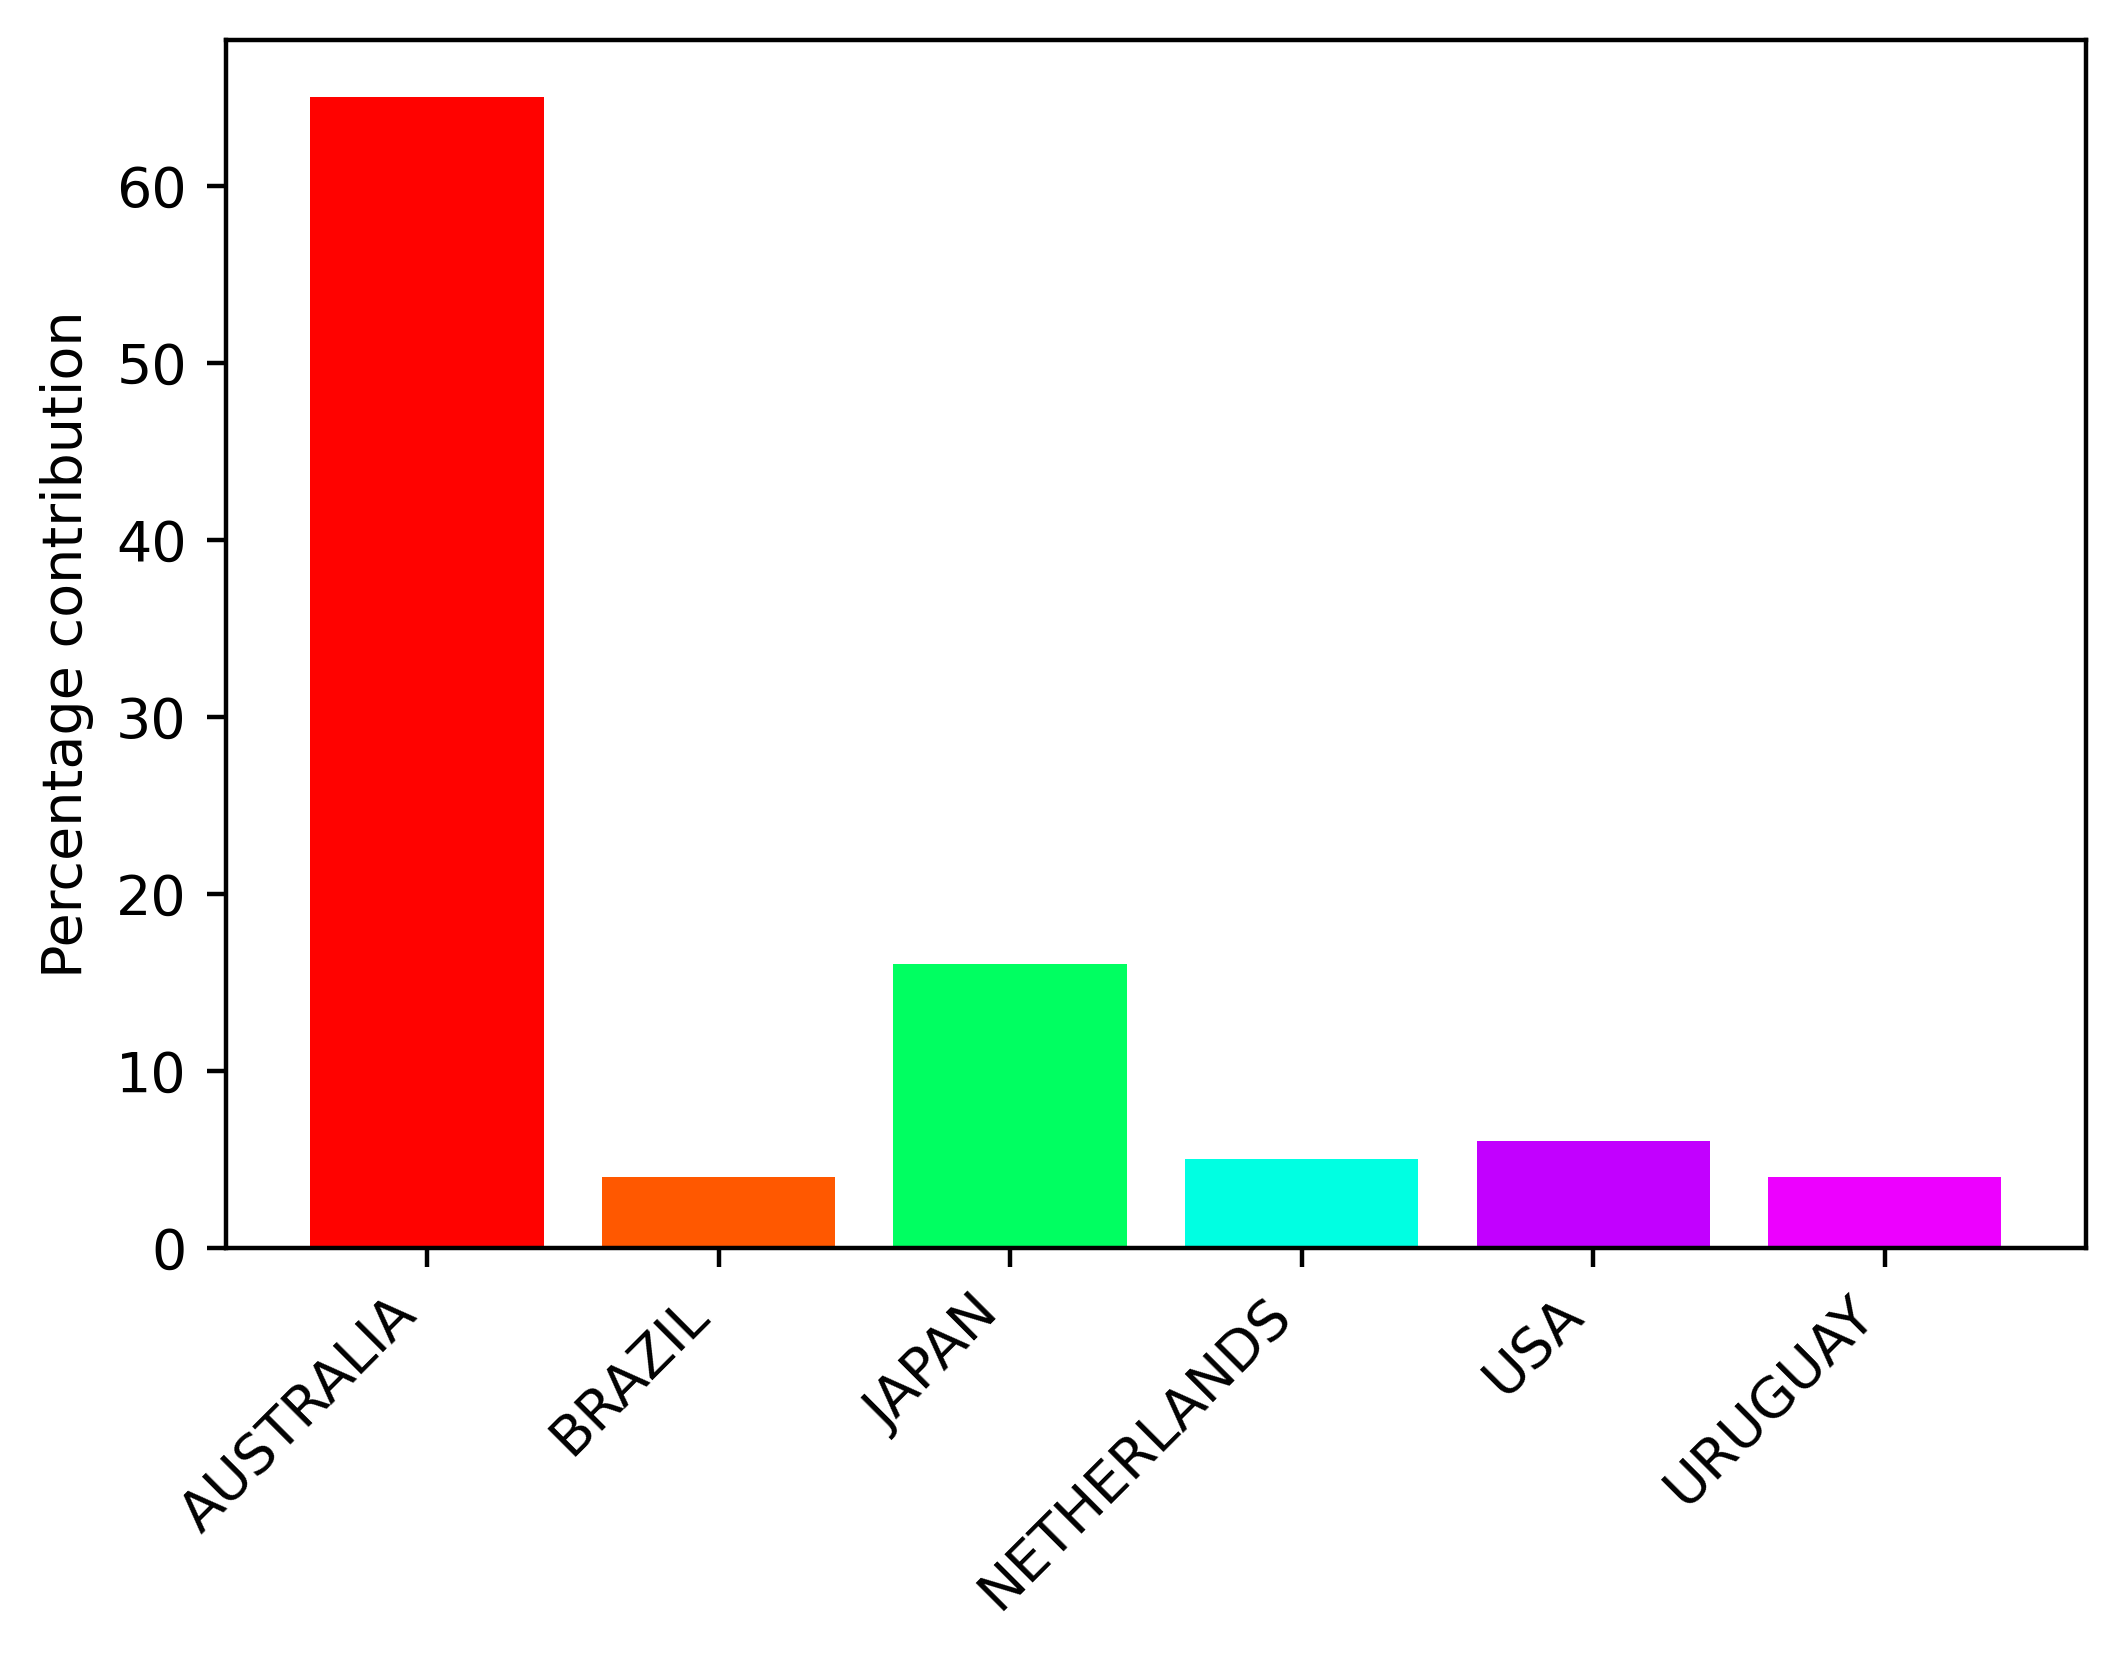 Percentage contribution
60
50
40
30
20
10
0
AUSTRALIA
BRAZIL
JAPAN
NETHERLANDS
USA
URUGUAY